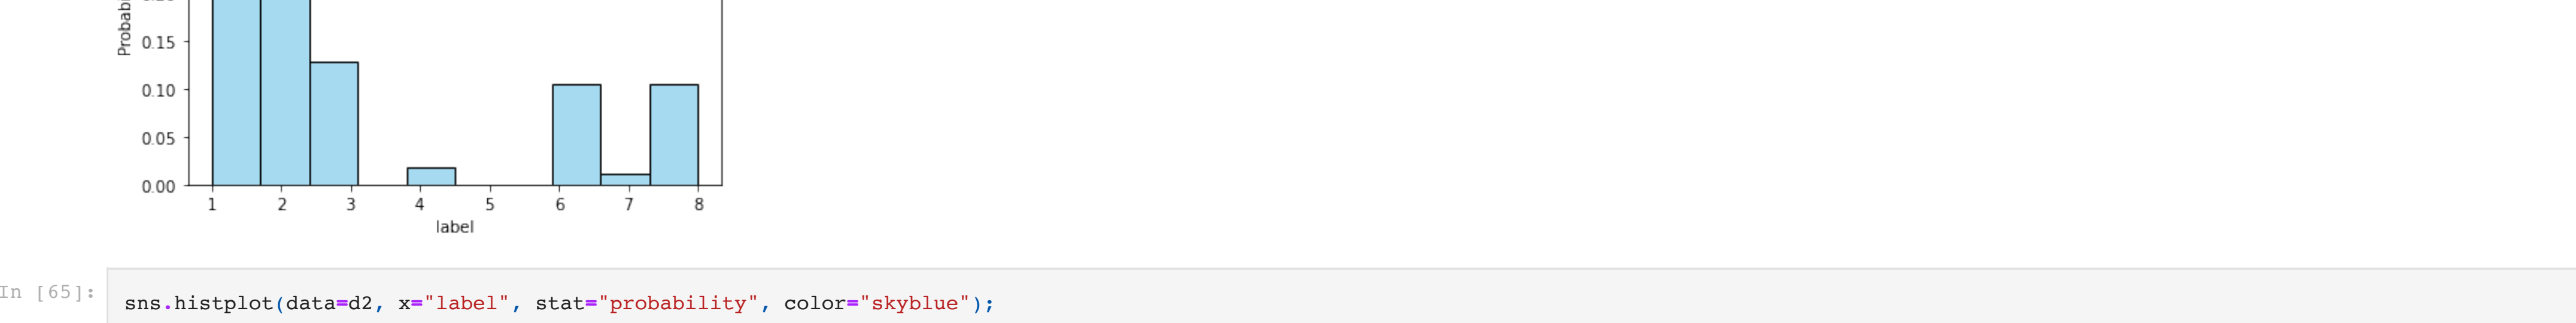 0.15
0.10
0.05
0.00
1 2 3 4 5 6 7 8
label
In [65]:
sns.histplot(data=d2, x="label", stat="probability", color="skyblue");